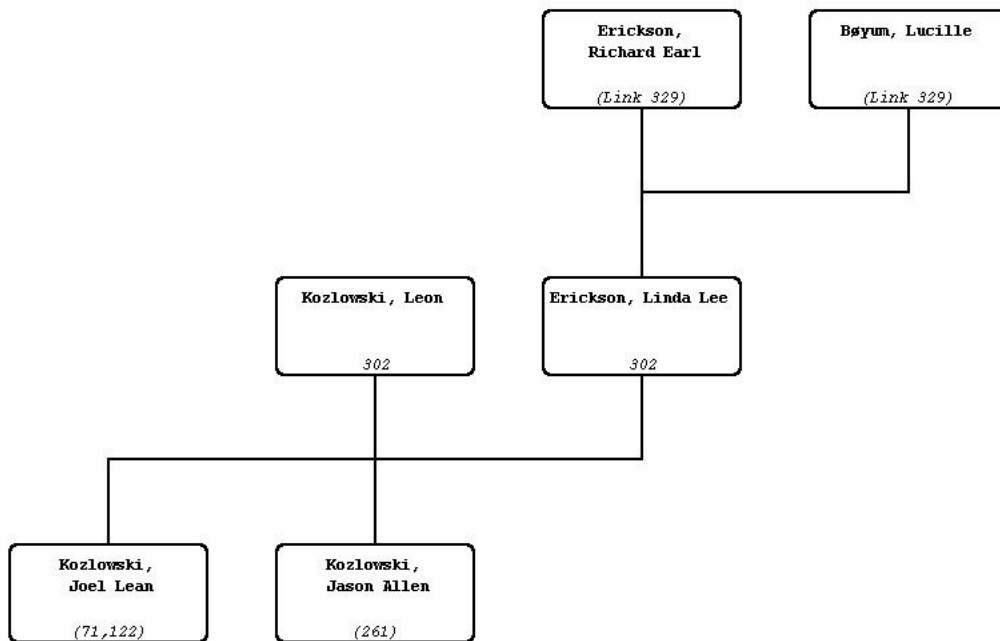 Erickson,
Richard Earl
(Link 329)
Bøyum, Lucille
(Link 329)
Kozlowski, Leon
302
Erickson, Linda Lee
302
Kozlowski,
Joel Lean
(71,122)
Kozlowski,
Jason Allen
(261)